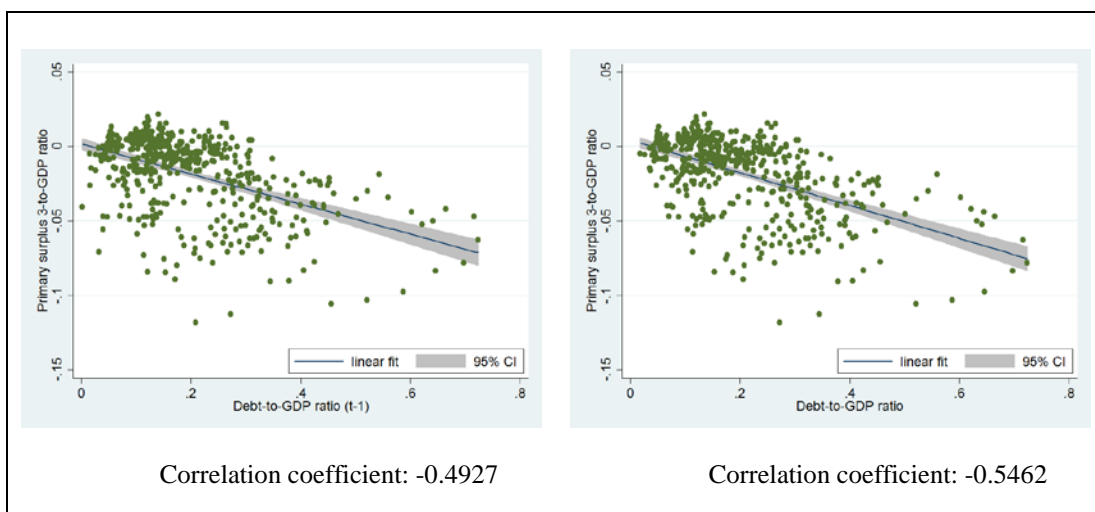 Primary surplus 3-to-GDP ratio
.05
0
-.05
-.1
-.15
linear fit 95% CI
0 .2 .4 .6 .8
Debt-to-GDP ratio (t-1)
Correlation coefficient: -0.4927
Primary surplus 3-to-GDP ratio
.05
0
-.05
-.1
-.15
linear fit 95% CI
0 .2 .4 .6 .8
Debt-to-GDP ratio
Correlation coefficient: -0.5462